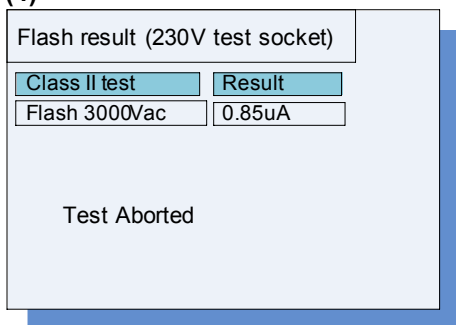 Flash result (230V test socket)
Class II test Result
Flash 3000Vac 0.85uA
Test Aborted